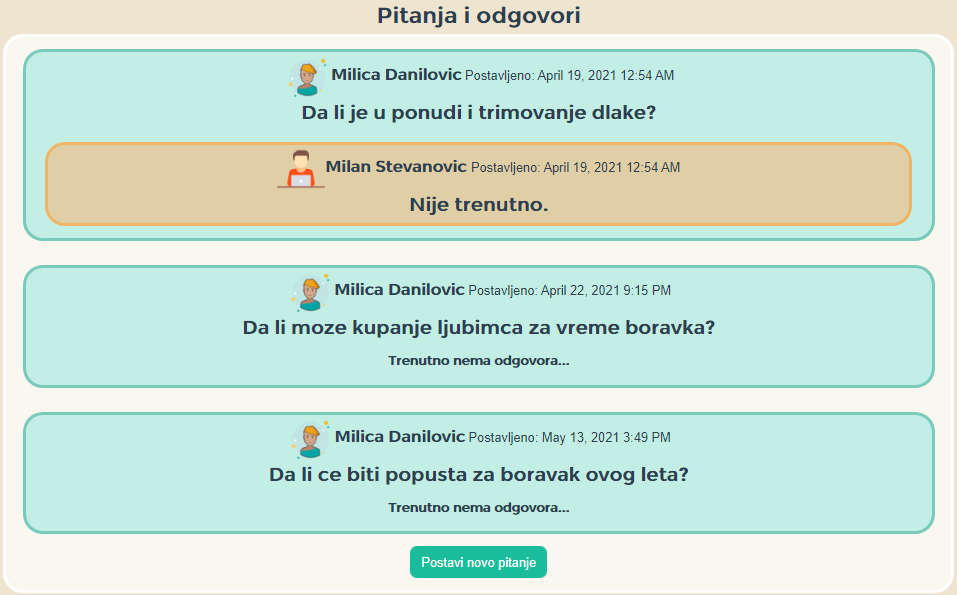 Pitanja i odgovori
Milica Danilovic Postavljeno: April 19, 2021 12:54 AM
Da li je u ponudi i trimovanje dlake?
Milan Stevanovic Postavljeno: April 19, 2021 12:54 AM
Nije trenutno.
Milica Danilovic Postavljeno: April 22, 2021 9:15 PM
Da li moze kupanje ljubimca za vreme boravka?
Trenutno nema odgovora...
Milica Danilovic Postavljeno: May 13, 2021 3:49 PM
Da li ce biti popusta za boravak ovog leta?
Trenutno nema odgovora...
Postavi novo pitanje